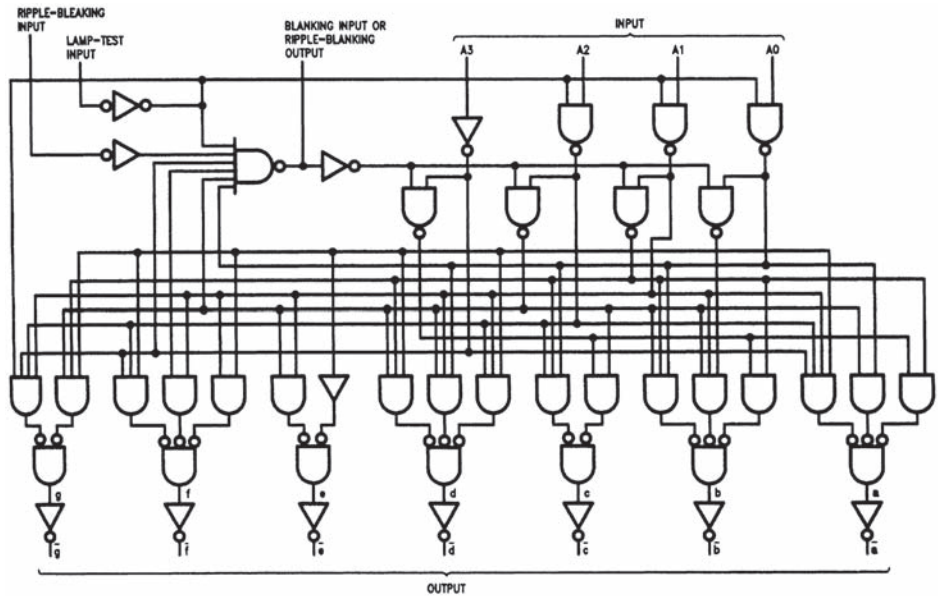 RIPPLE-BLEAKING
INPUT
LAMP-TEST
INPUT
BLANKING INPUT OR
RIPPLE-BLANKING
OUTPUT
INPUT
A3
A2
A1
A0
g
f
e
d
c
b
a
g̅
f̅
e̅
d̅
c̅
b̅
a̅
OUTPUT